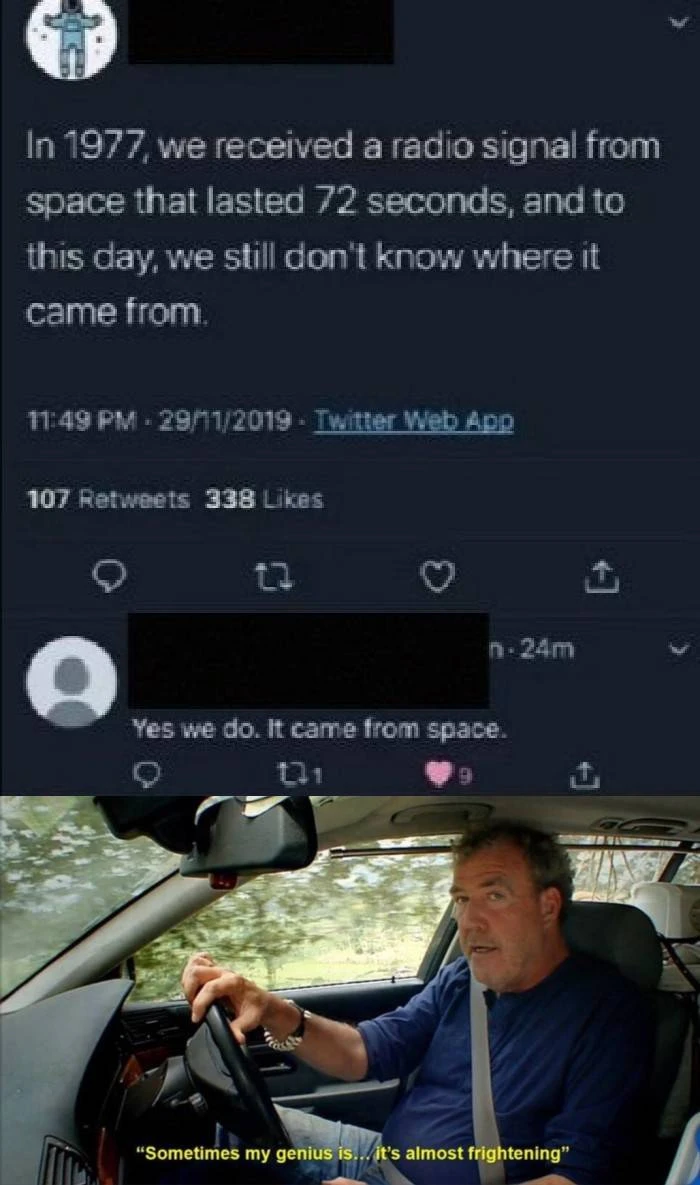 In 1977, we received a radio signal from
space that lasted 72 seconds, and to
this day, we still don't know where it
came from.
11:49 PM · 29/11/2019 · Twitter Web App
107 Retweets 338 Likes
n · 24m
Yes we do. It came from space.
1 9
“Sometimes my genius is... it's almost frightening”